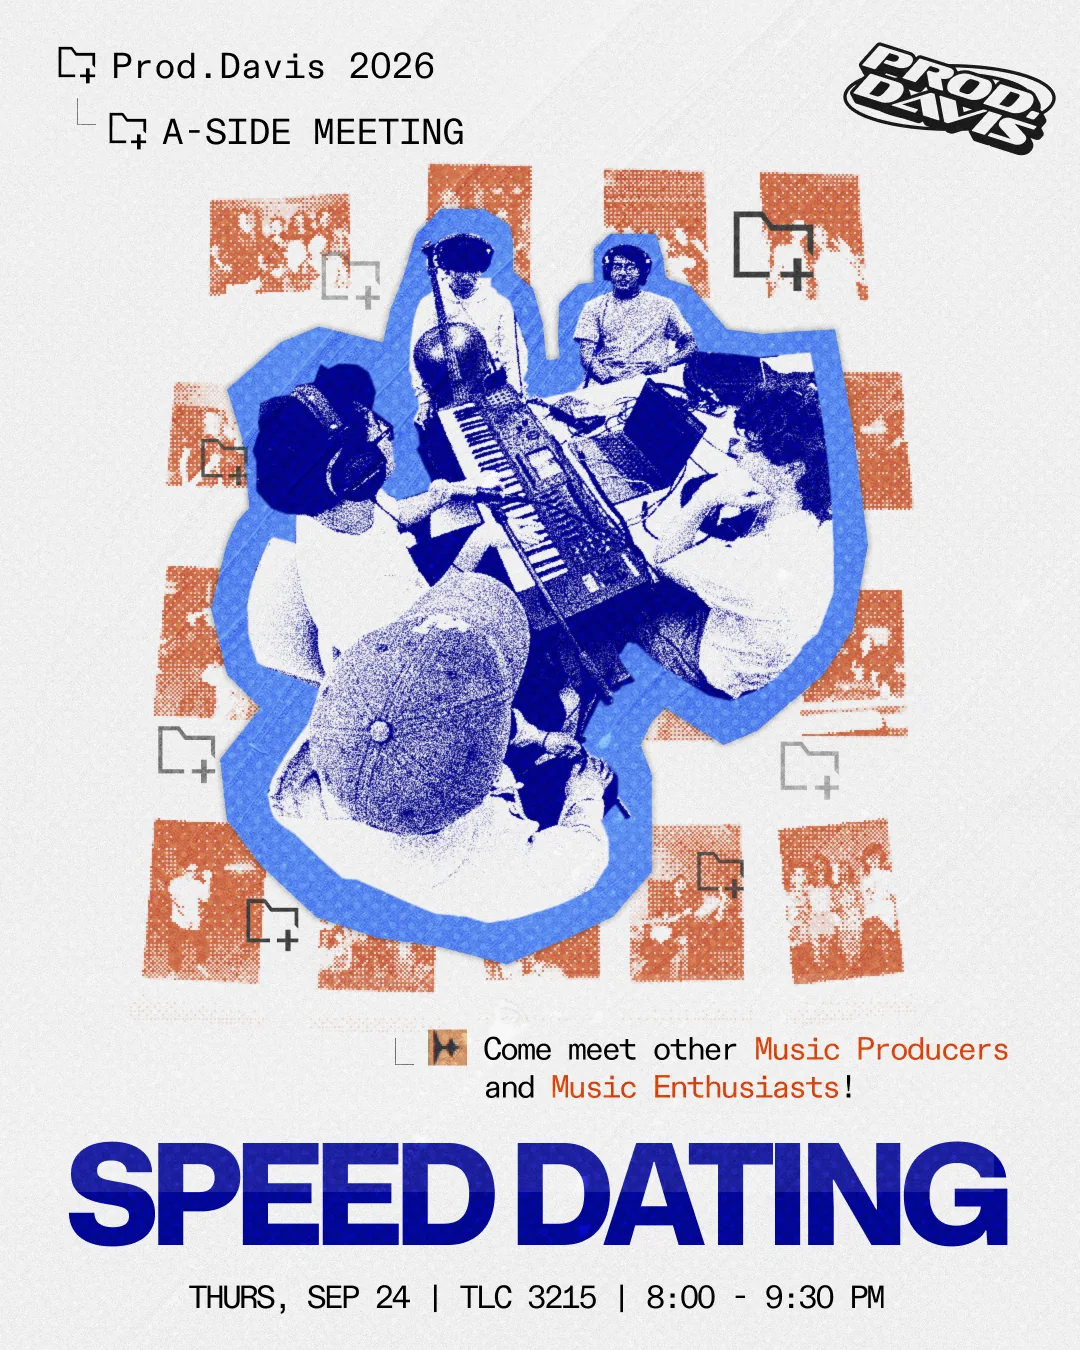 Prod.Davis 2026
PROD.
DAVIS
A-SIDE MEETING
Come meet other Music Producers
and Music Enthusiasts!
SPEED DATING
THURS, SEP 24 | TLC 3215 | 8:00 - 9:30 PM